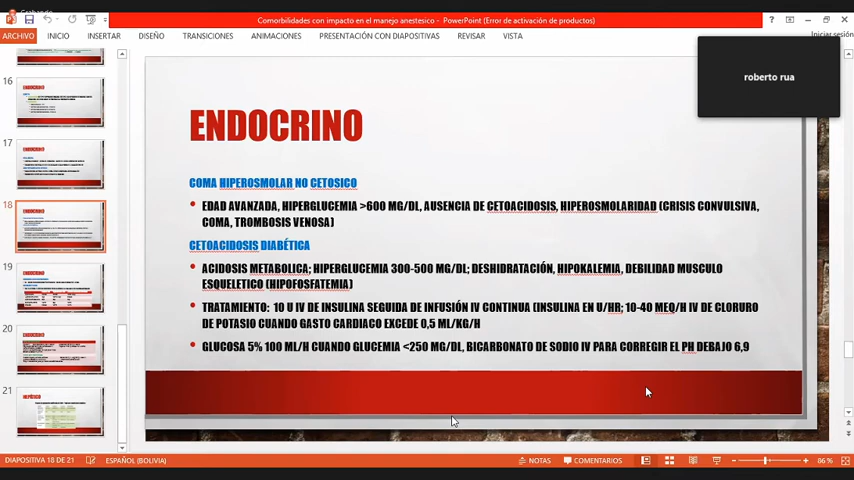 Grabando
Comorbilidades con impacto en el manejo anestesico - PowerPoint (Error de activación de productos)
ARCHIVO INICIO INSERTAR DISEÑO TRANSICIONES ANIMACIONES PRESENTACIÓN CON DIAPOSITIVAS REVISAR VISTA
Iniciar sesión
roberto rua
16
ENDOCRINO
17
18
19
20
21
HEPÁTICO
ENDOCRINO
COMA HIPEROSMOLAR NO CETOSICO
• EDAD AVANZADA, HIPERGLUCEMIA >600 MG/DL, AUSENCIA DE CETOACIDOSIS, HIPEROSMOLARIDAD (CRISIS CONVULSIVA,
COMA, TROMBOSIS VENOSA)
CETOACIDOSIS DIABÉTICA
• ACIDOSIS METABOLICA; HIPERGLUCEMIA 300-500 MG/DL; DESHIDRATACIÓN, HIPOKALEMIA, DEBILIDAD MUSCULO
ESQUELETICO (HIPOFOSFATEMIA)
• TRATAMIENTO: 10 U IV DE INSULINA SEGUIDA DE INFUSIÓN IV CONTINUA (INSULINA EN U/HR; 10-40 MEQ/H IV DE CLORURO
DE POTASIO CUANDO GASTO CARDIACO EXCEDE 0,5 ML/KG/H
• GLUCOSA 5% 100 ML/H CUANDO GLUCEMIA <250 MG/DL, BICARBONATO DE SODIO IV PARA CORREGIR EL PH DEBAJO 6,9
DIAPOSITIVA 18 DE 21 ESPAÑOL (BOLIVIA) NOTAS COMENTARIOS 86 %